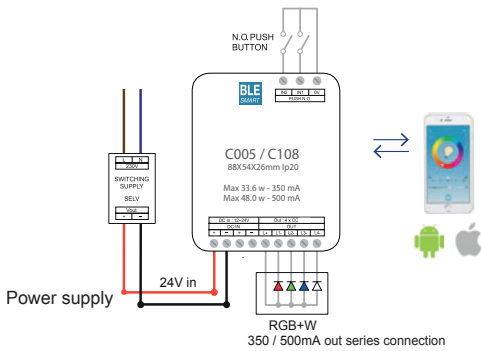 N.O. PUSH
BUTTON
IN2 IN1 0V
PUSH N.O.
BLE
SMART
C005 / C108
88X54X26mm Ip20
Max 33.6 w - 350 mA
Max 48.0 w - 500 mA
DC in : 12÷24V Out : 4 x CC
DC IN OUT
+ − + − L+ L1- L2- L3- L4-
L N
230V
SWITCHING
SUPPLY
SELV
Vout
+ −
24V in
Power supply
RGB+W
350 / 500mA out series connection